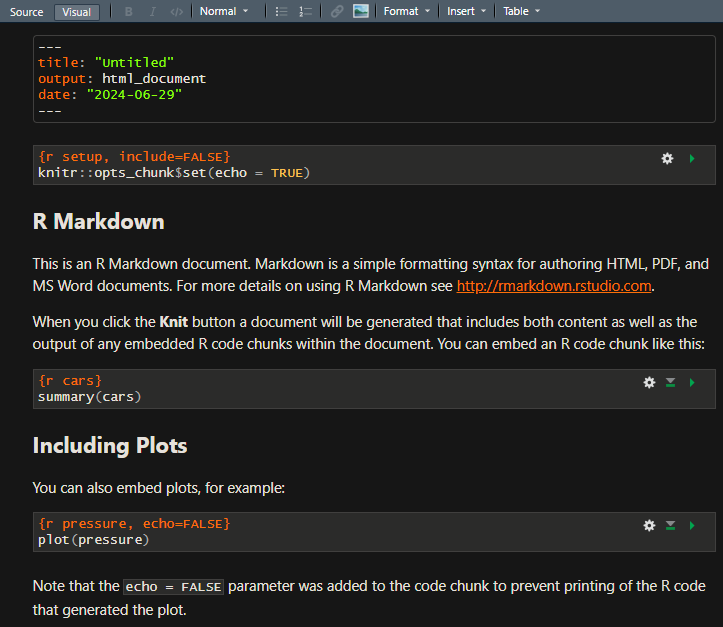 Source Visual B I </> Normal Format Insert Table
---
title: "Untitled"
output: html_document
date: "2024-06-29"
---
{r setup, include=FALSE}
knitr::opts_chunk$set(echo = TRUE)
R Markdown
This is an R Markdown document. Markdown is a simple formatting syntax for authoring HTML, PDF, and
MS Word documents. For more details on using R Markdown see http://rmarkdown.rstudio.com.
When you click the Knit button a document will be generated that includes both content as well as the
output of any embedded R code chunks within the document. You can embed an R code chunk like this:
{r cars}
summary(cars)
Including Plots
You can also embed plots, for example:
{r pressure, echo=FALSE}
plot(pressure)
Note that the echo = FALSE parameter was added to the code chunk to prevent printing of the R code
that generated the plot.